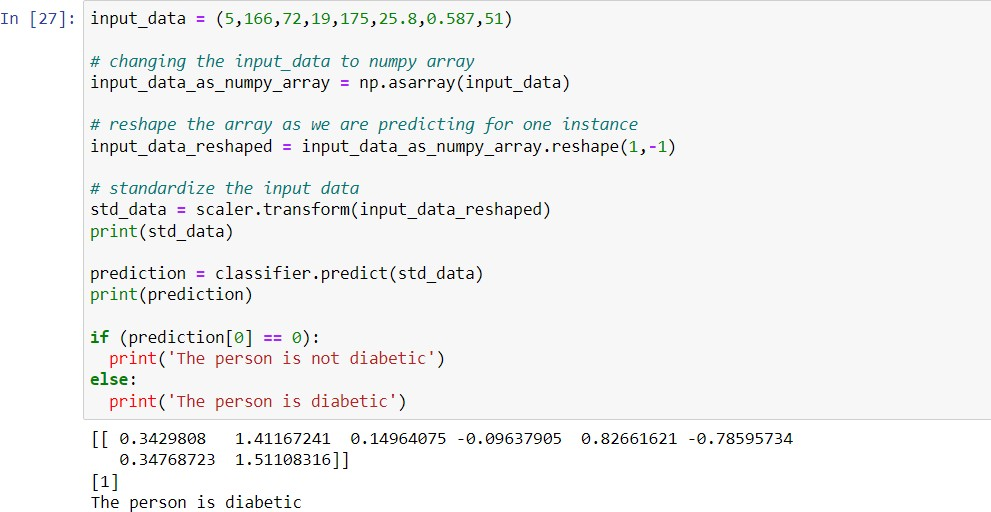 In [27]: input_data = (5,166,72,19,175,25.8,0.587,51)
# changing the input_data to numpy array
input_data_as_numpy_array = np.asarray(input_data)
# reshape the array as we are predicting for one instance
input_data_reshaped = input_data_as_numpy_array.reshape(1,-1)
# standardize the input data
std_data = scaler.transform(input_data_reshaped)
print(std_data)
prediction = classifier.predict(std_data)
print(prediction)
if (prediction[0] == 0):
  print('The person is not diabetic')
else:
  print('The person is diabetic')
[[ 0.3429808   1.41167241  0.14964075 -0.09637905  0.82661621 -0.78595734
   0.34768723  1.51108316]]
[1]
The person is diabetic